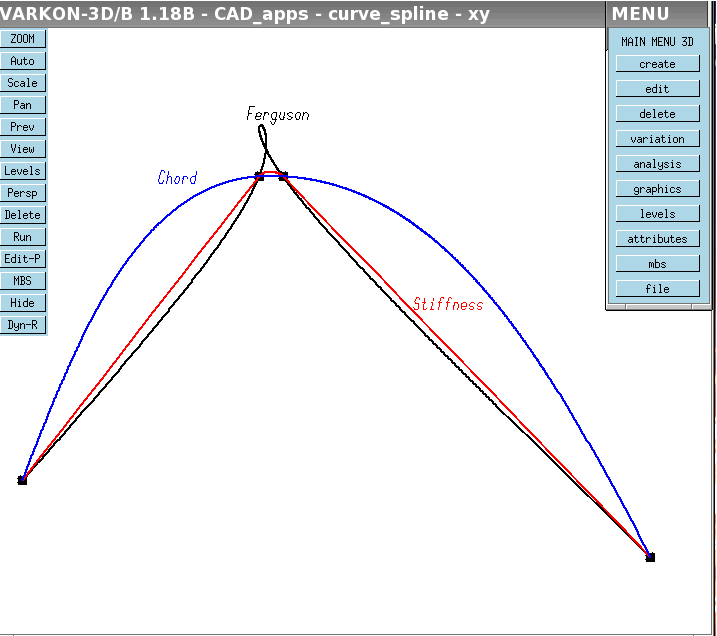 VARKON-3D/B 1.18B - CAD_apps - curve_spline - xy
MENU
ZOOM
Auto
Scale
Pan
Prev
View
Levels
Persp
Delete
Run
Edit-P
MBS
Hide
Dyn-R
Ferguson
Chord
Stiffness
MAIN MENU 3D
create
edit
delete
variation
analysis
graphics
levels
attributes
mbs
file